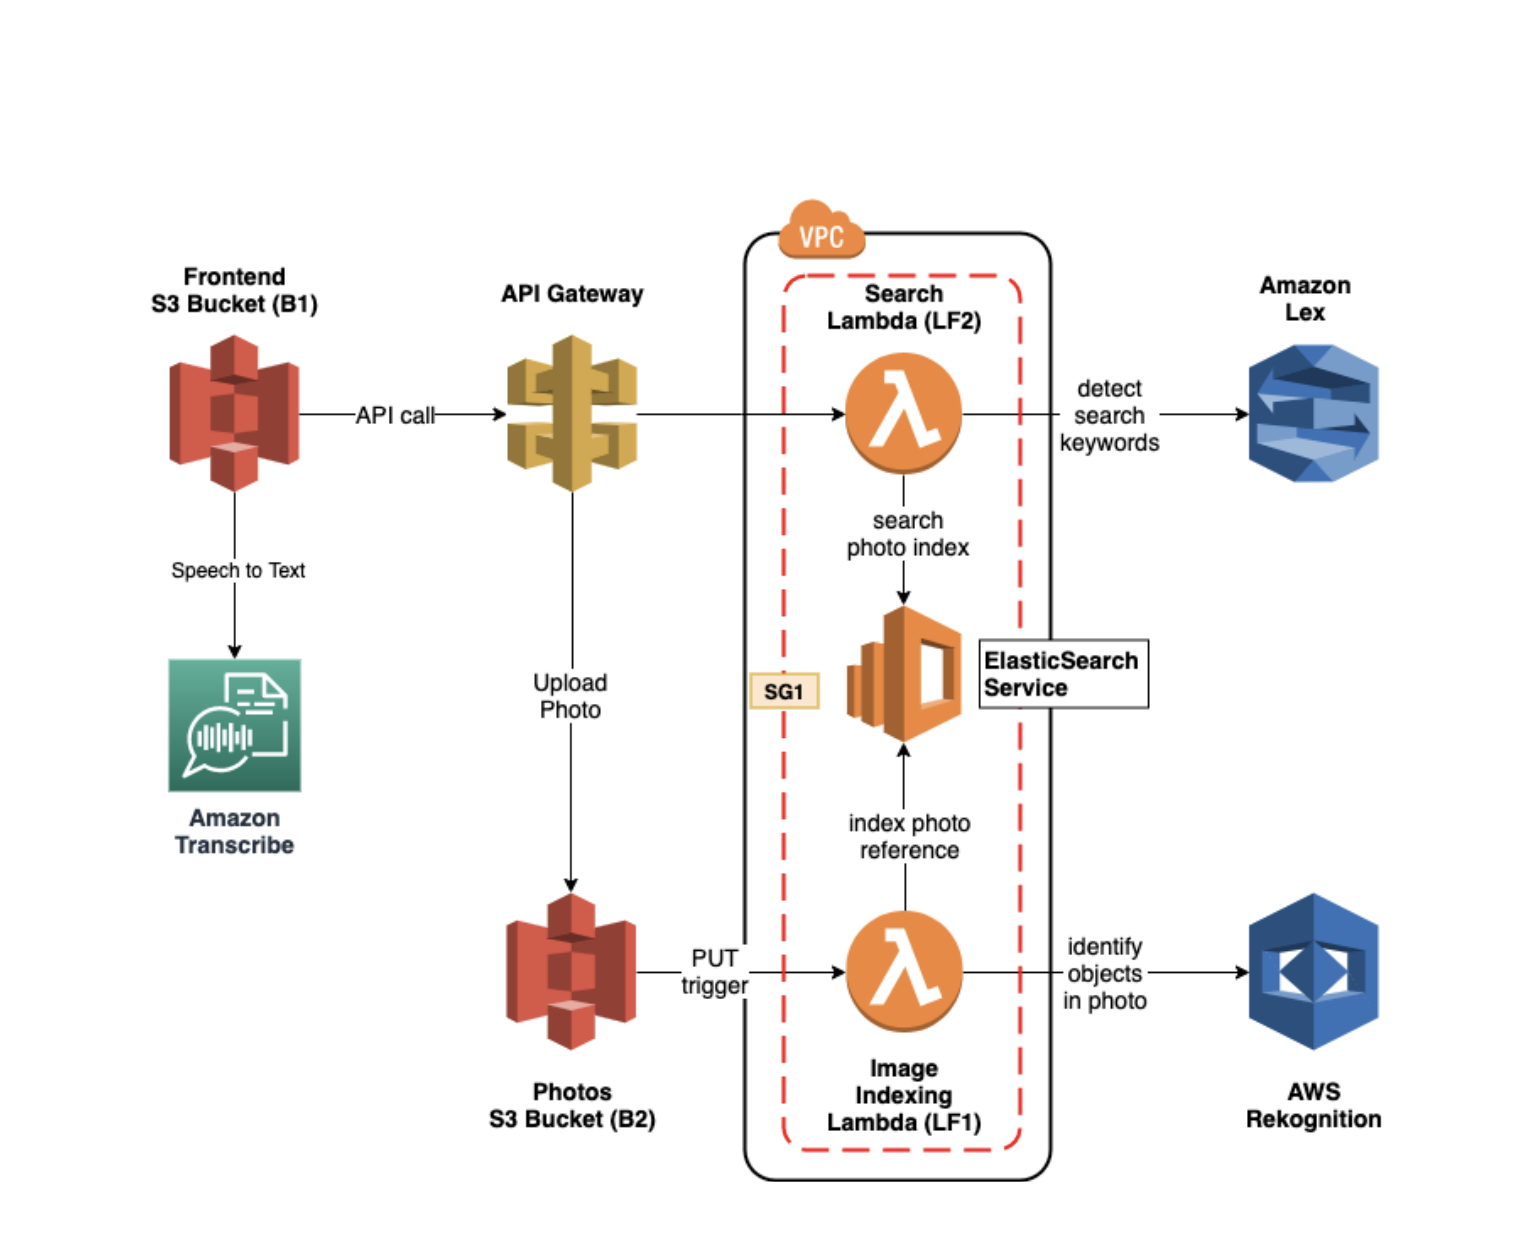 VPC
Frontend
S3 Bucket (B1)
API Gateway
Search
Lambda (LF2)
Amazon
Lex
API call
detect
search
keywords
search
photo index
Speech to Text
ElasticSearch
Service
SG1
Upload
Photo
Amazon
Transcribe
index photo
reference
PUT
trigger
identify
objects
in photo
Photos
S3 Bucket (B2)
Image
Indexing
Lambda (LF1)
AWS
Rekognition